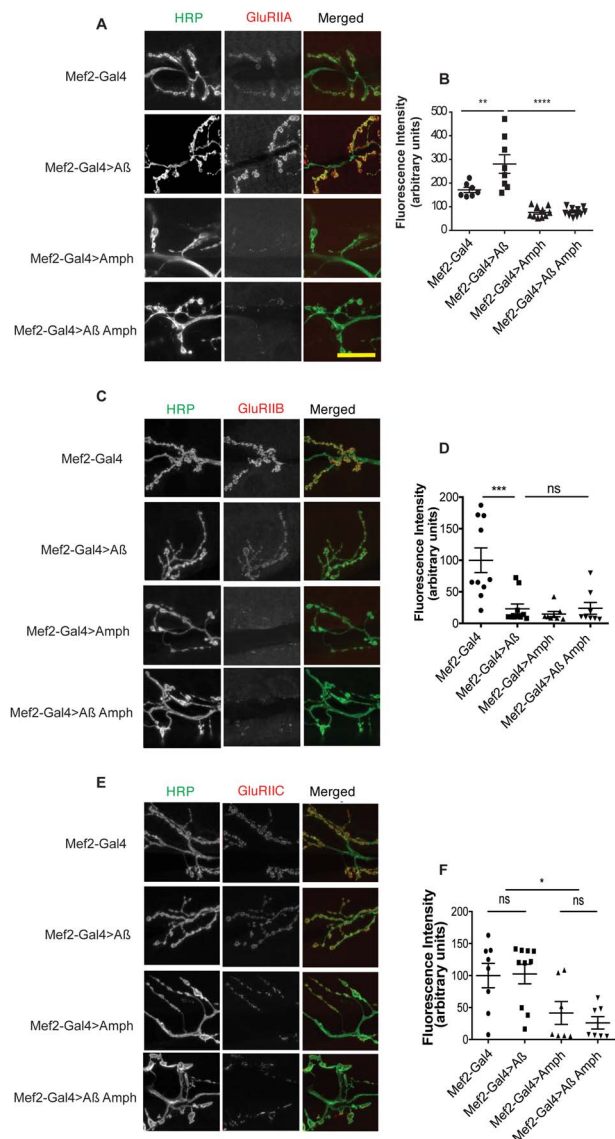 A
HRP GluRIIA Merged
Mef2-Gal4
Mef2-Gal4>Aß
Mef2-Gal4>Amph
Mef2-Gal4>Aß Amph
B
Fluorescence Intensity
(arbitrary units)
500
400
300
200
100
0
** ****
Mef2-Gal4
Mef2-Gal4>Aß
Mef2-Gal4>Amph
Mef2-Gal4>Aß Amph
C
HRP GluRIIB Merged
Mef2-Gal4
Mef2-Gal4>Aß
Mef2-Gal4>Amph
Mef2-Gal4>Aß Amph
D
Fluorescence Intensity
(arbitrary units)
200
150
100
50
0
*** ns
Mef2-Gal4
Mef2-Gal4>Aß
Mef2-Gal4>Amph
Mef2-Gal4>Aß Amph
E
HRP GluRIIC Merged
Mef2-Gal4
Mef2-Gal4>Aß
Mef2-Gal4>Amph
Mef2-Gal4>Aß Amph
F
Fluorescence Intensity
(arbitrary units)
200
150
100
50
0
*
ns ns
Mef2-Gal4
Mef2-Gal4>Aß
Mef2-Gal4>Amph
Mef2-Gal4>Aß Amph